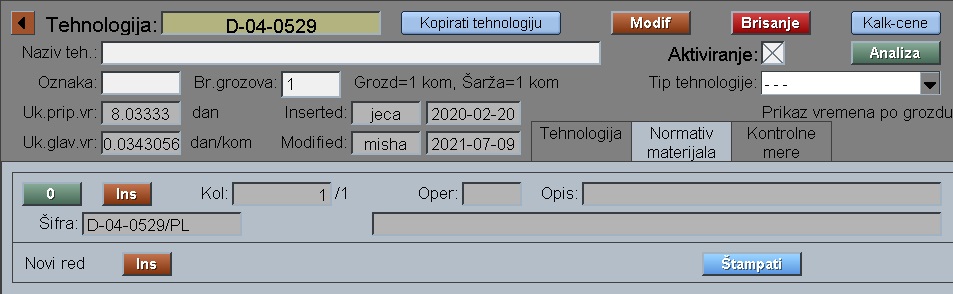 Tehnologija: D-04-0529 Kopirati tehnologiju Modif Brisanje Kalk-cene
Naziv teh.: Aktiviranje: Analiza
Oznaka: Br.grozova: 1 Grozd=1 kom, Šarža=1 kom Tip tehnologije: ---
Uk.prip.vr: 8.03333 dan Inserted: jeca 2020-02-20 Prikaz vremena po grozdu
Uk.glav.vr: 0.0343056 dan/kom Modified: misha 2021-07-09 Tehnologija Normativ materijala Kontrolne mere
0 Ins Kol: 1 /1 Oper: Opis:
Šifra: D-04-0529/PL
Novi red Ins Štampati